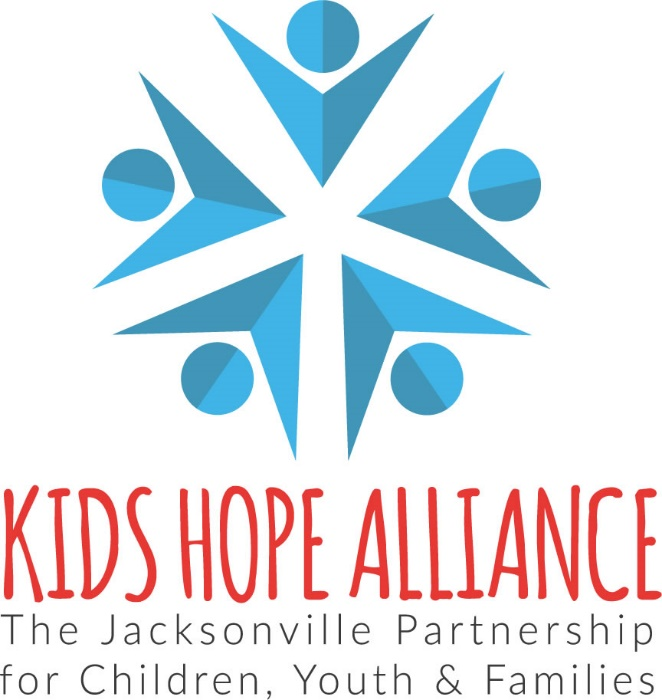 KIDS HOPE ALLIANCE
The Jacksonville Partnership
for Children, Youth & Families